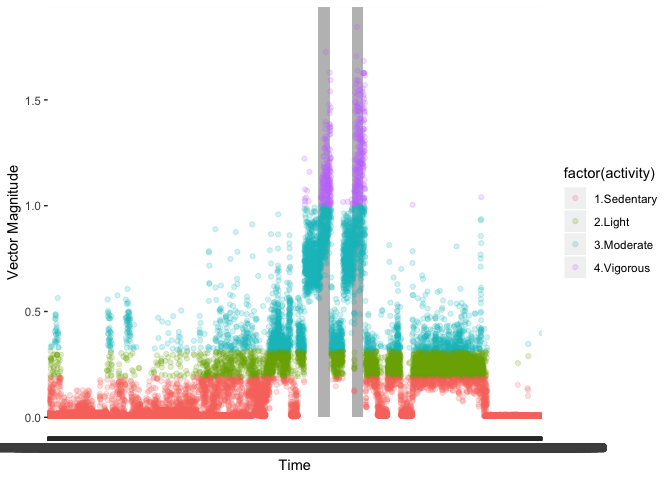 Vector Magnitude
1.5
1.0
0.5
0.0
Time
factor(activity)
1.Sedentary
2.Light
3.Moderate
4.Vigorous